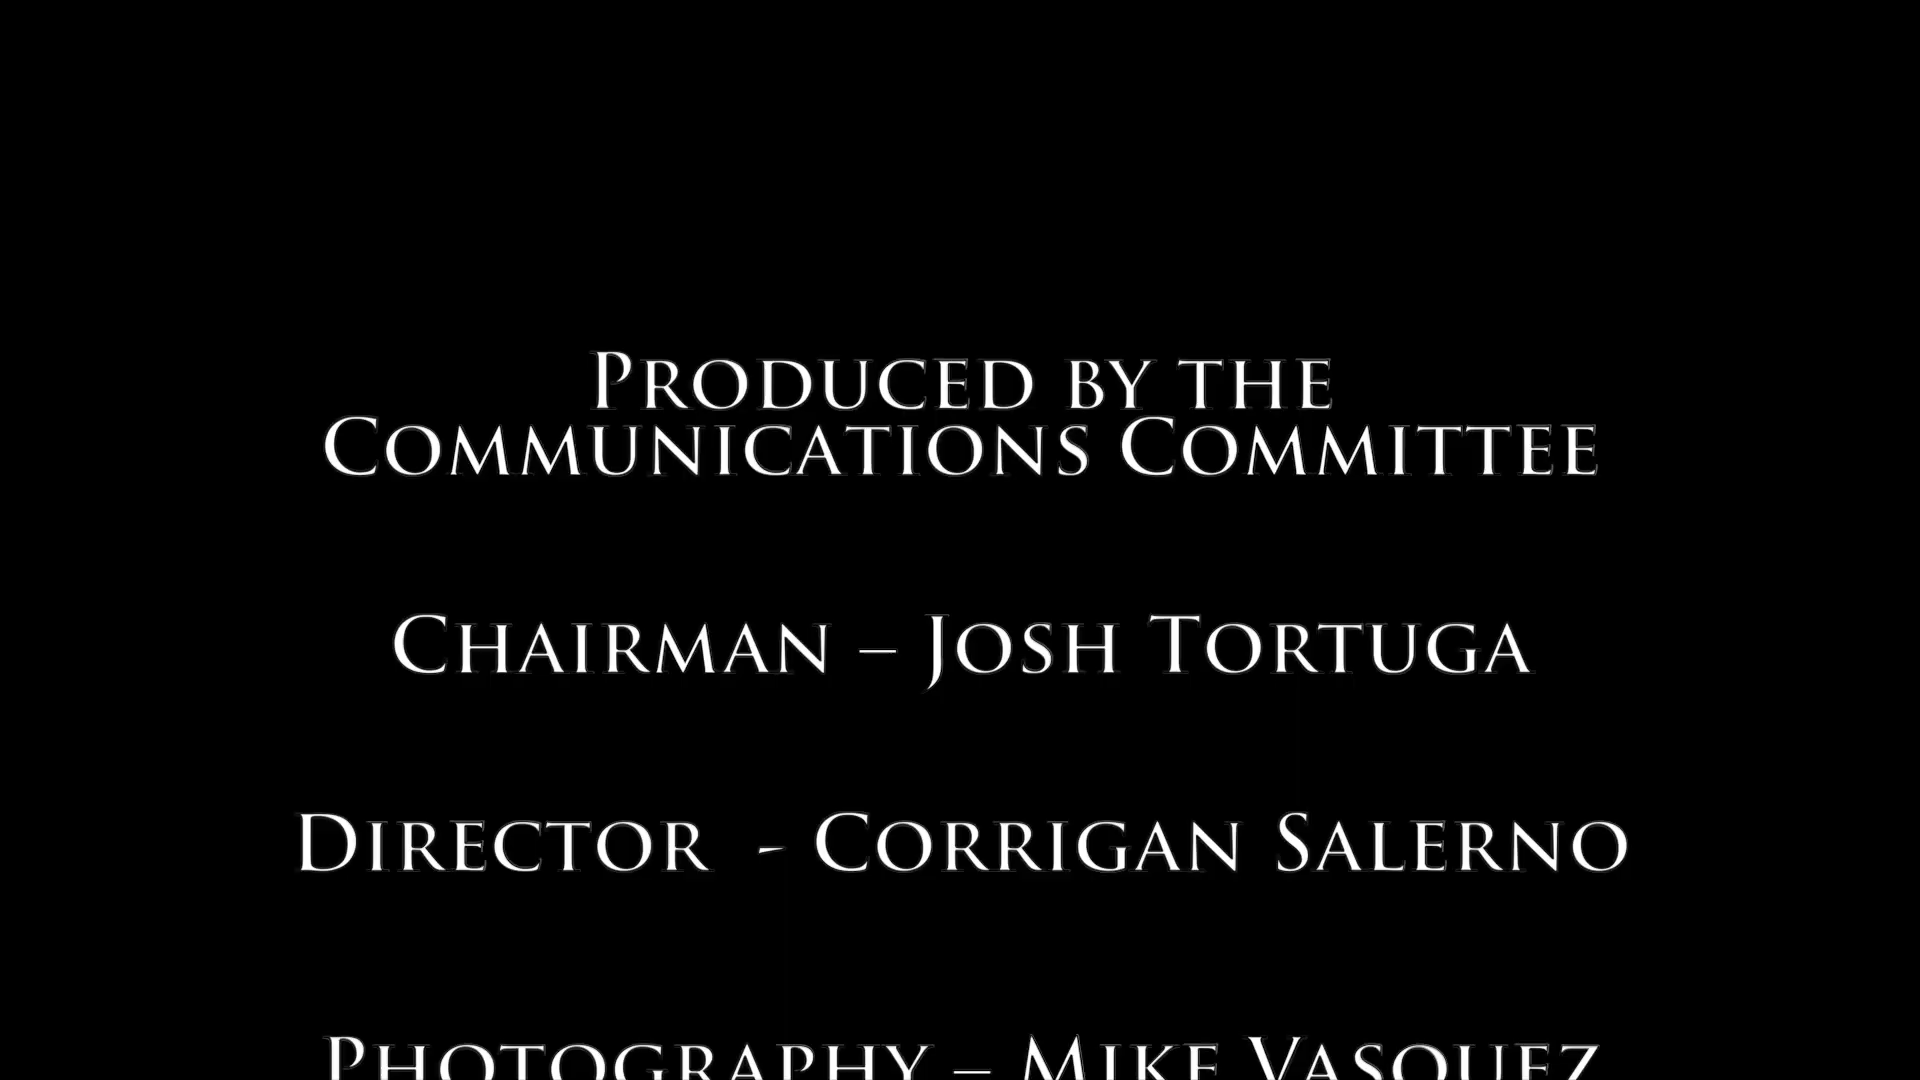 Produced by the
Communications Committee
Chairman – Josh Tortuga
Director - Corrigan Salerno
Photography – Mike Vasquez